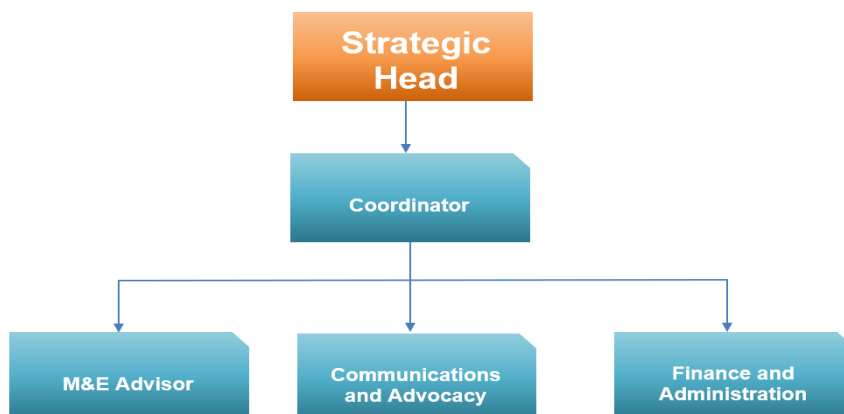 Strategic
Head
Coordinator
M&E Advisor
Communications
and Advocacy
Finance and
Administration